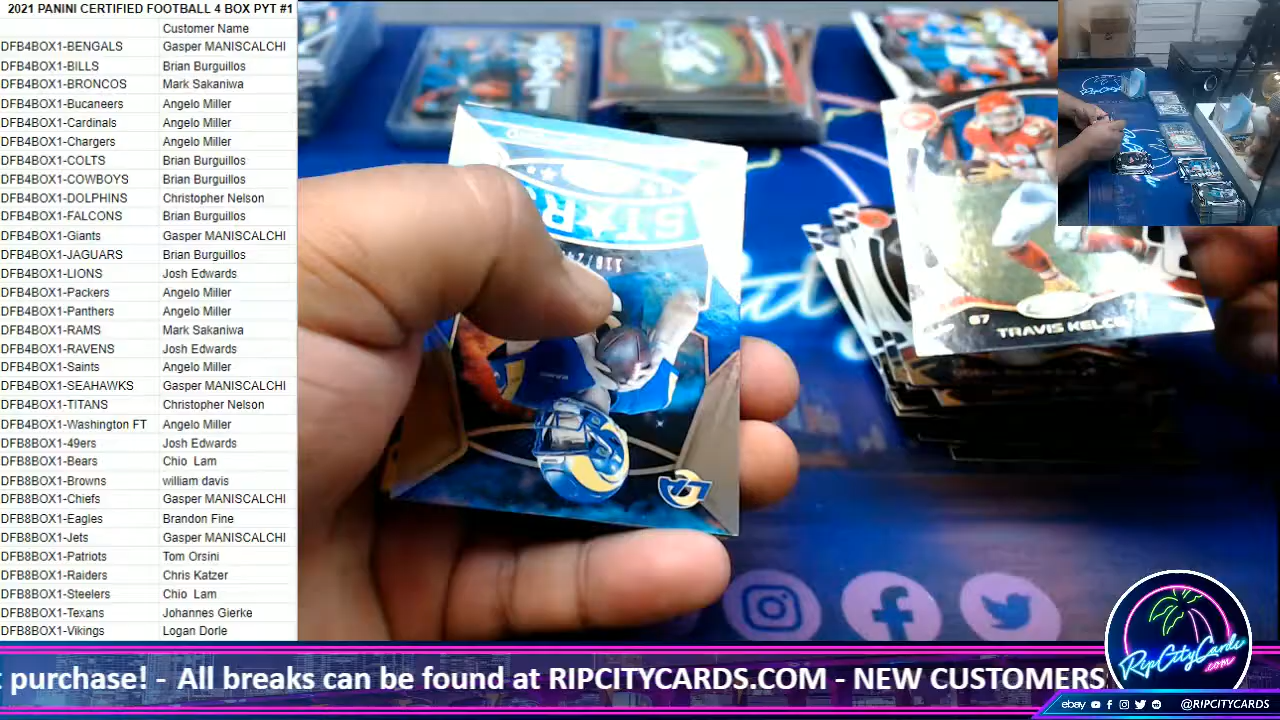 2021 PANINI CERTIFIED FOOTBALL 4 BOX PYT #1
Customer Name
DFB4BOX1-BENGALS Gasper MANISCALCHI
DFB4BOX1-BILLS Brian Burguillos
DFB4BOX1-BRONCOS Mark Sakaniwa
DFB4BOX1-Bucaneers Angelo Miller
DFB4BOX1-Cardinals Angelo Miller
DFB4BOX1-Chargers Angelo Miller
DFB4BOX1-COLTS Brian Burguillos
DFB4BOX1-COWBOYS Brian Burguillos
DFB4BOX1-DOLPHINS Christopher Nelson
DFB4BOX1-FALCONS Brian Burguillos
DFB4BOX1-Giants Gasper MANISCALCHI
DFB4BOX1-JAGUARS Brian Burguillos
DFB4BOX1-LIONS Josh Edwards
DFB4BOX1-Packers Angelo Miller
DFB4BOX1-Panthers Angelo Miller
DFB4BOX1-RAMS Mark Sakaniwa
DFB4BOX1-RAVENS Josh Edwards
DFB4BOX1-Saints Angelo Miller
DFB4BOX1-SEAHAWKS Gasper MANISCALCHI
DFB4BOX1-TITANS Christopher Nelson
DFB4BOX1-Washington FT Angelo Miller
DFB8BOX1-49ers Josh Edwards
DFB8BOX1-Bears Chio Lam
DFB8BOX1-Browns william davis
DFB8BOX1-Chiefs Gasper MANISCALCHI
DFB8BOX1-Eagles Brandon Fine
DFB8BOX1-Jets Gasper MANISCALCHI
DFB8BOX1-Patriots Tom Orsini
DFB8BOX1-Raiders Chris Katzer
DFB8BOX1-Steelers Chio Lam
DFB8BOX1-Texans Johannes Gierke
DFB8BOX1-Vikings Logan Dorle
STAR
LA
87
TRAVIS KELCE
RipCityCards
.com
t purchase! - All breaks can be found at RIPCITYCARDS.COM - NEW CUSTOMERS
ebay @RIPCITYCARDS